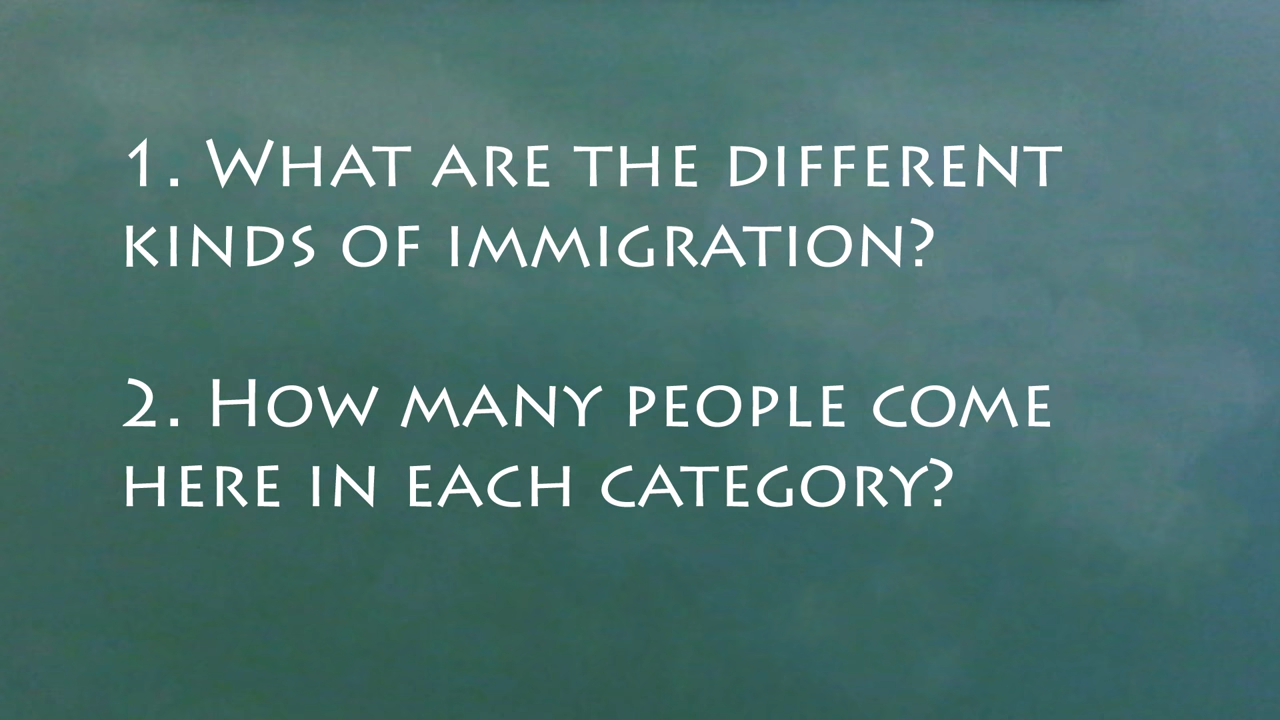 1. What are the different
kinds of immigration?
2. How many people come
here in each category?